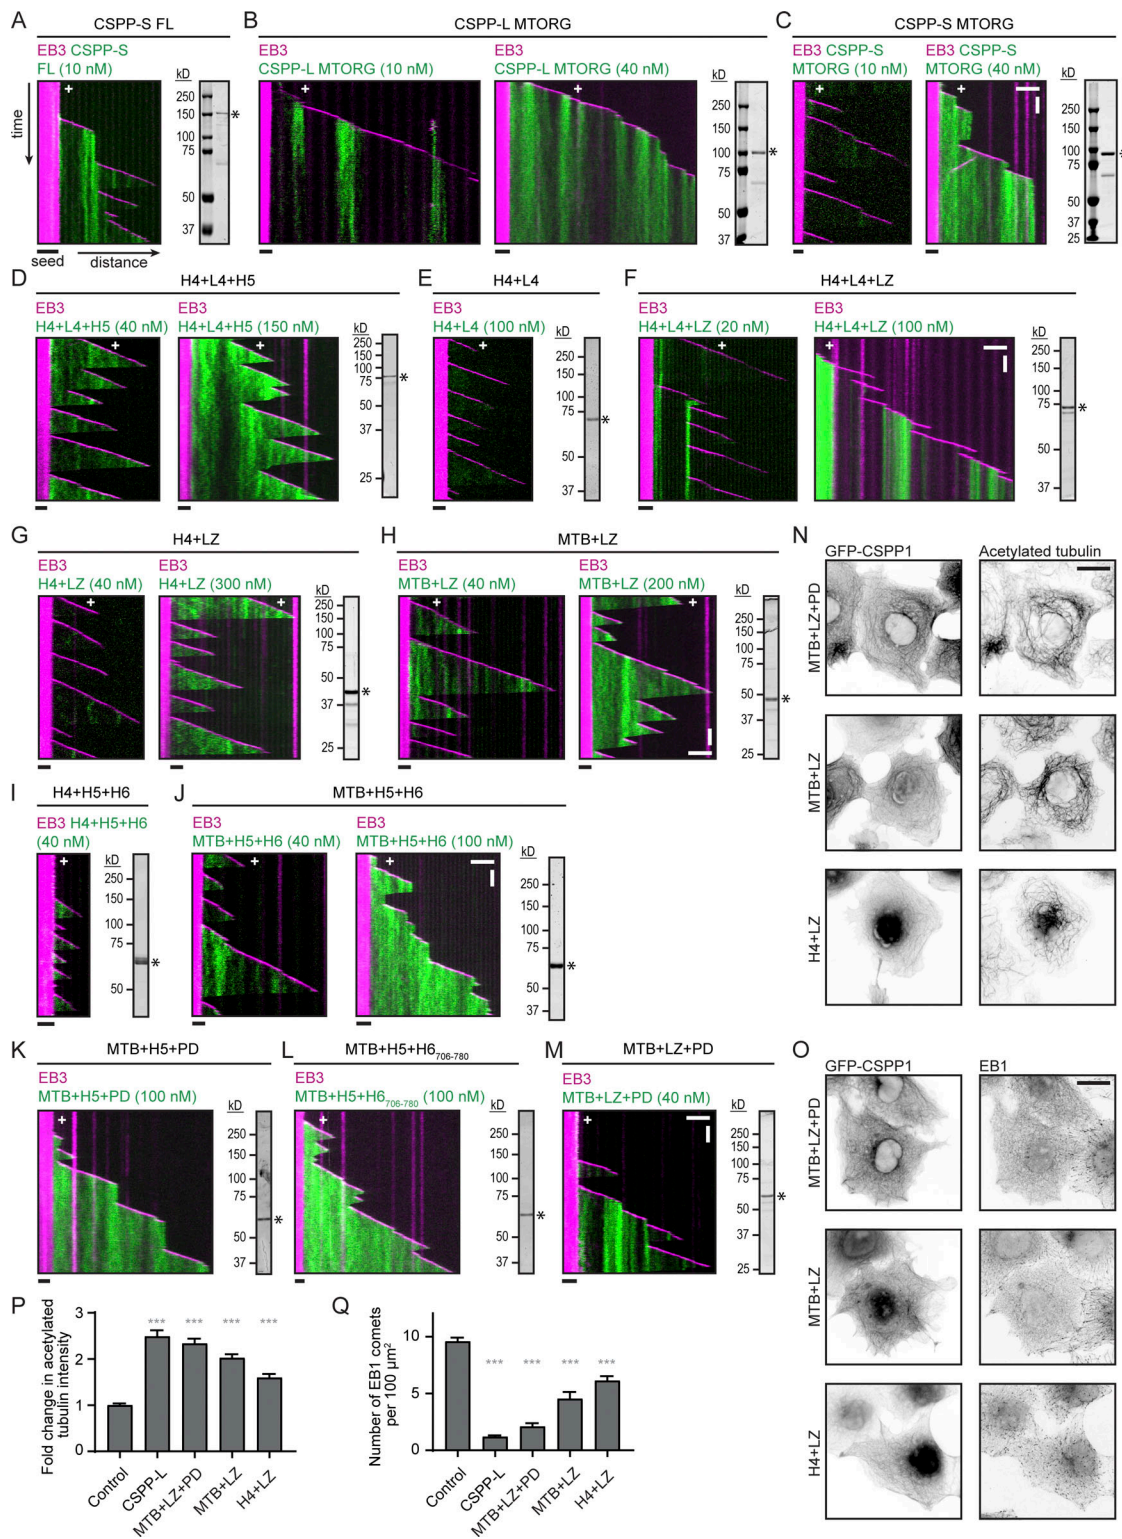 A
CSPP-S FL
EB3 CSPP-S
FL (10 nM)
kD
+
time
250
150
100
75
50
37
*
seed
distance
B
CSPP-L MTORG
EB3
CSPP-L MTORG (10 nM)
+
EB3
CSPP-L MTORG (40 nM)
+
kD
250
150
100
75
50
37
*
C
CSPP-S MTORG
EB3 CSPP-S
MTORG (10 nM)
+
EB3 CSPP-S
MTORG (40 nM)
+
kD
250
150
100
75
50
37
25
*
D
H4+L4+H5
EB3
H4+L4+H5 (40 nM)
+
EB3
H4+L4+H5 (150 nM)
+
kD
250
150
100
75
50
37
25
*
E
H4+L4
EB3
H4+L4 (100 nM)
+
kD
250
150
100
75
50
37
*
F
H4+L4+LZ
EB3
H4+L4+LZ (20 nM)
+
EB3
H4+L4+LZ (100 nM)
+
kD
250
150
100
75
50
37
*
G
H4+LZ
EB3
H4+LZ (40 nM)
+
EB3
H4+LZ (300 nM)
+
kD
250
150
100
75
50
37
25
*
H
MTB+LZ
EB3
MTB+LZ (40 nM)
+
EB3
MTB+LZ (200 nM)
+
kD
250
150
100
75
50
37
25
*
I
H4+H5+H6
EB3 H4+H5+H6
(40 nM)
+
kD
250
150
100
75
50
*
J
MTB+H5+H6
EB3
MTB+H5+H6 (40 nM)
+
EB3
MTB+H5+H6 (100 nM)
+
kD
250
150
100
75
50
37
*
K
MTB+H5+PD
EB3
MTB+H5+PD (100 nM)
+
kD
250
150
100
75
50
37
*
L
MTB+H5+H6706-780
EB3
MTB+H5+H6706-780 (100 nM)
+
kD
250
150
100
75
50
37
*
M
MTB+LZ+PD
EB3
MTB+LZ+PD (40 nM)
+
kD
250
150
100
75
50
37
25
*
N
GFP-CSPP1
Acetylated tubulin
MTB+LZ+PD
MTB+LZ
H4+LZ
O
GFP-CSPP1
EB1
MTB+LZ+PD
MTB+LZ
H4+LZ
P
Fold change in acetylated
tubulin intensity
3
2
1
0
***
***
***
***
Control
CSPP-L
MTB+LZ+PD
MTB+LZ
H4+LZ
Q
Number of EB1 comets
per 100 µm²
10
5
0
***
***
***
***
Control
CSPP-L
MTB+LZ+PD
MTB+LZ
H4+LZ